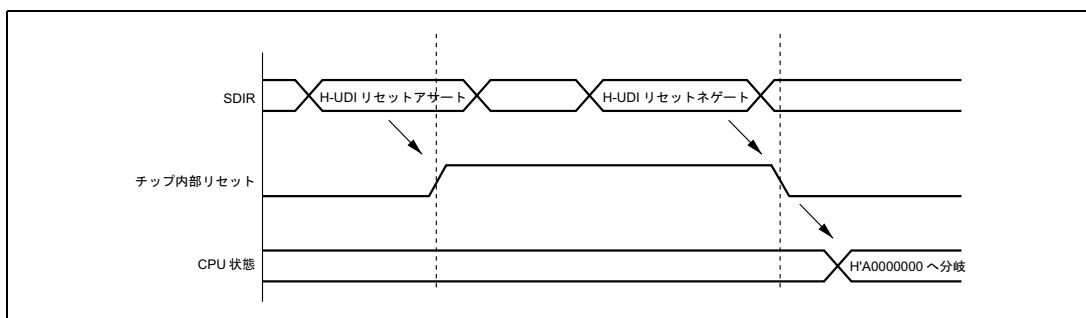 SDIR
H-UDI リセットアサート
H-UDI リセットネゲート
チップ内部リセット
CPU 状態
H'A0000000 へ分岐